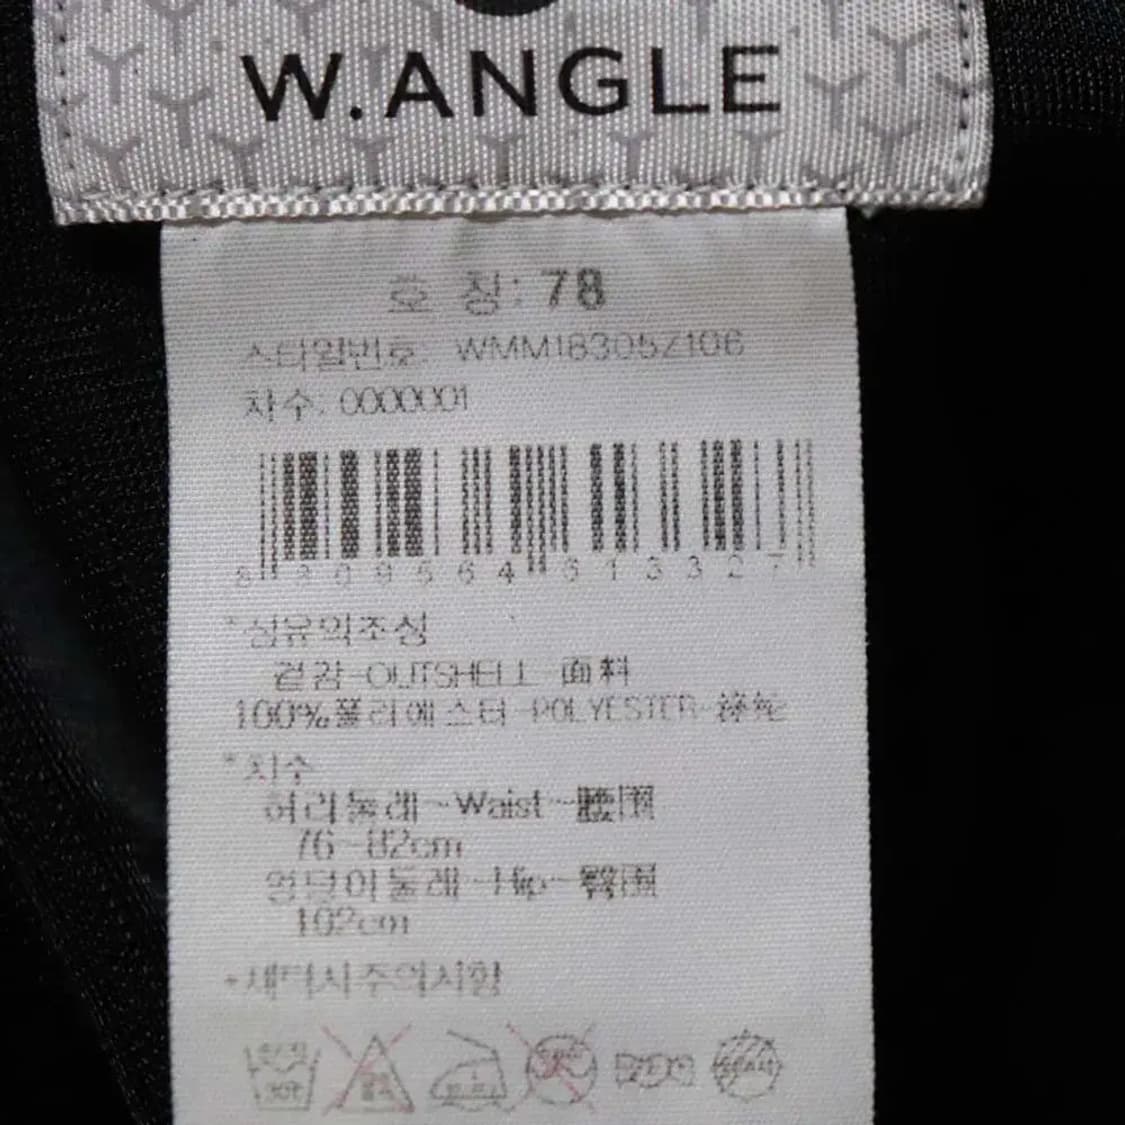 W.ANGLE
호 칭: 78
스타일번호: WMM18305Z106
차수: 0000001
8 809564 613327
*섬유의조성
겉감-OUTSHELL-面料
100%폴리에스터-POLYESTER-涤纶
*치수
허리둘레-Waist-腰围
76-82cm
엉덩이둘레-Hip-臀围
102cm
*세탁시주의사항